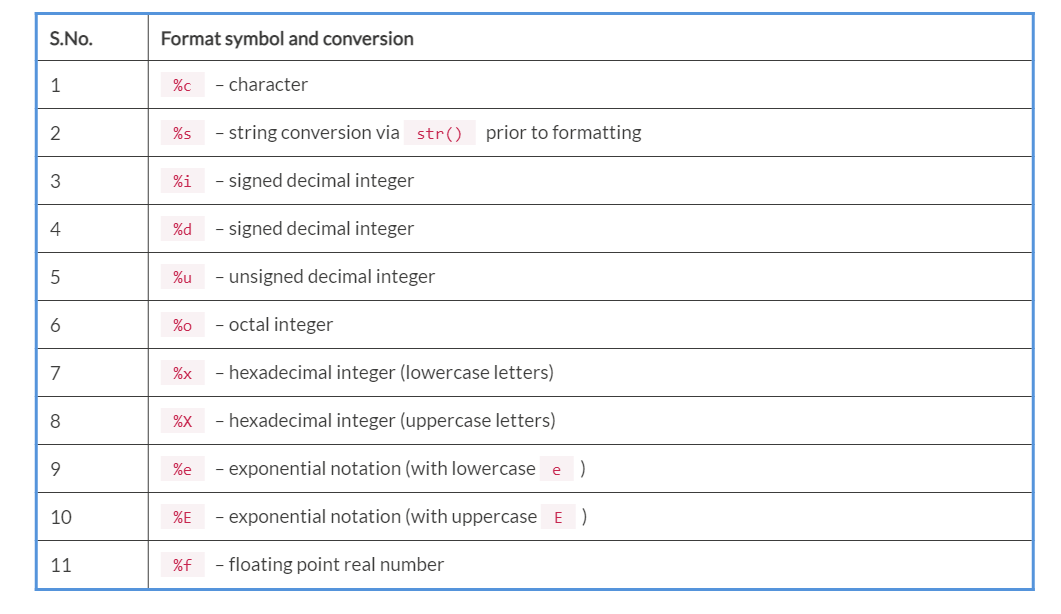 S.No. Format symbol and conversion
1 %c – character
2 %s – string conversion via str() prior to formatting
3 %i – signed decimal integer
4 %d – signed decimal integer
5 %u – unsigned decimal integer
6 %o – octal integer
7 %x – hexadecimal integer (lowercase letters)
8 %X – hexadecimal integer (uppercase letters)
9 %e – exponential notation (with lowercase e )
10 %E – exponential notation (with uppercase E )
11 %f – floating point real number